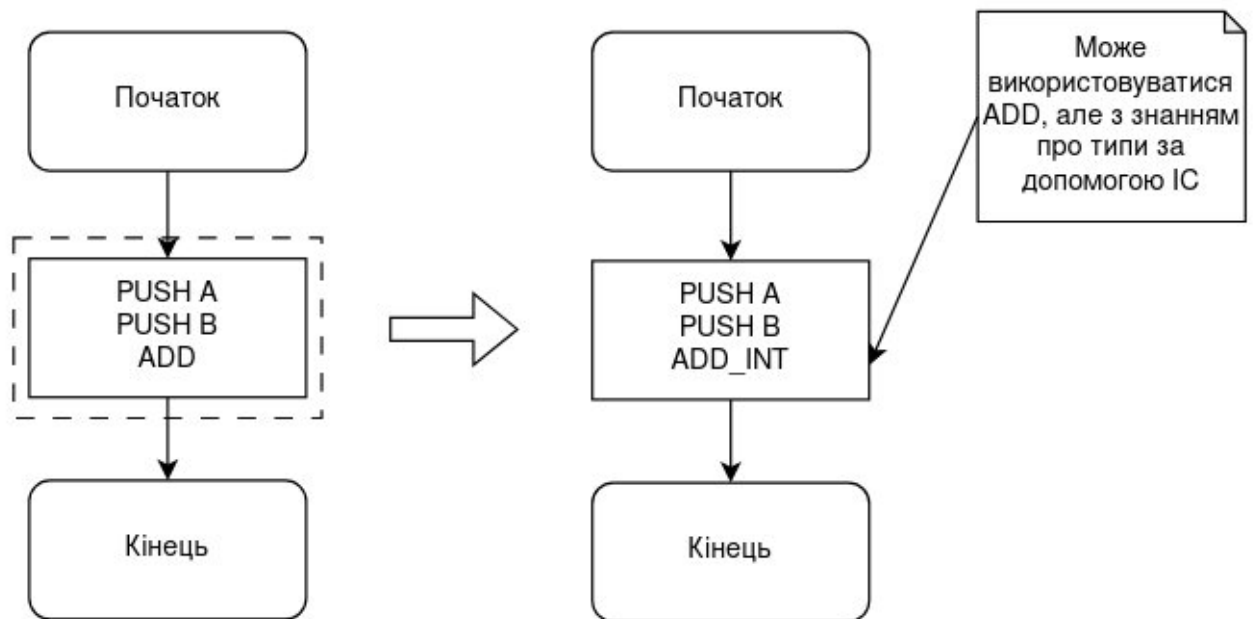 Початок
PUSH A
PUSH B
ADD
Кінець
Початок
PUSH A
PUSH B
ADD_INT
Кінець
Може
використовуватися
ADD, але з знанням
про типи за
допомогою IC